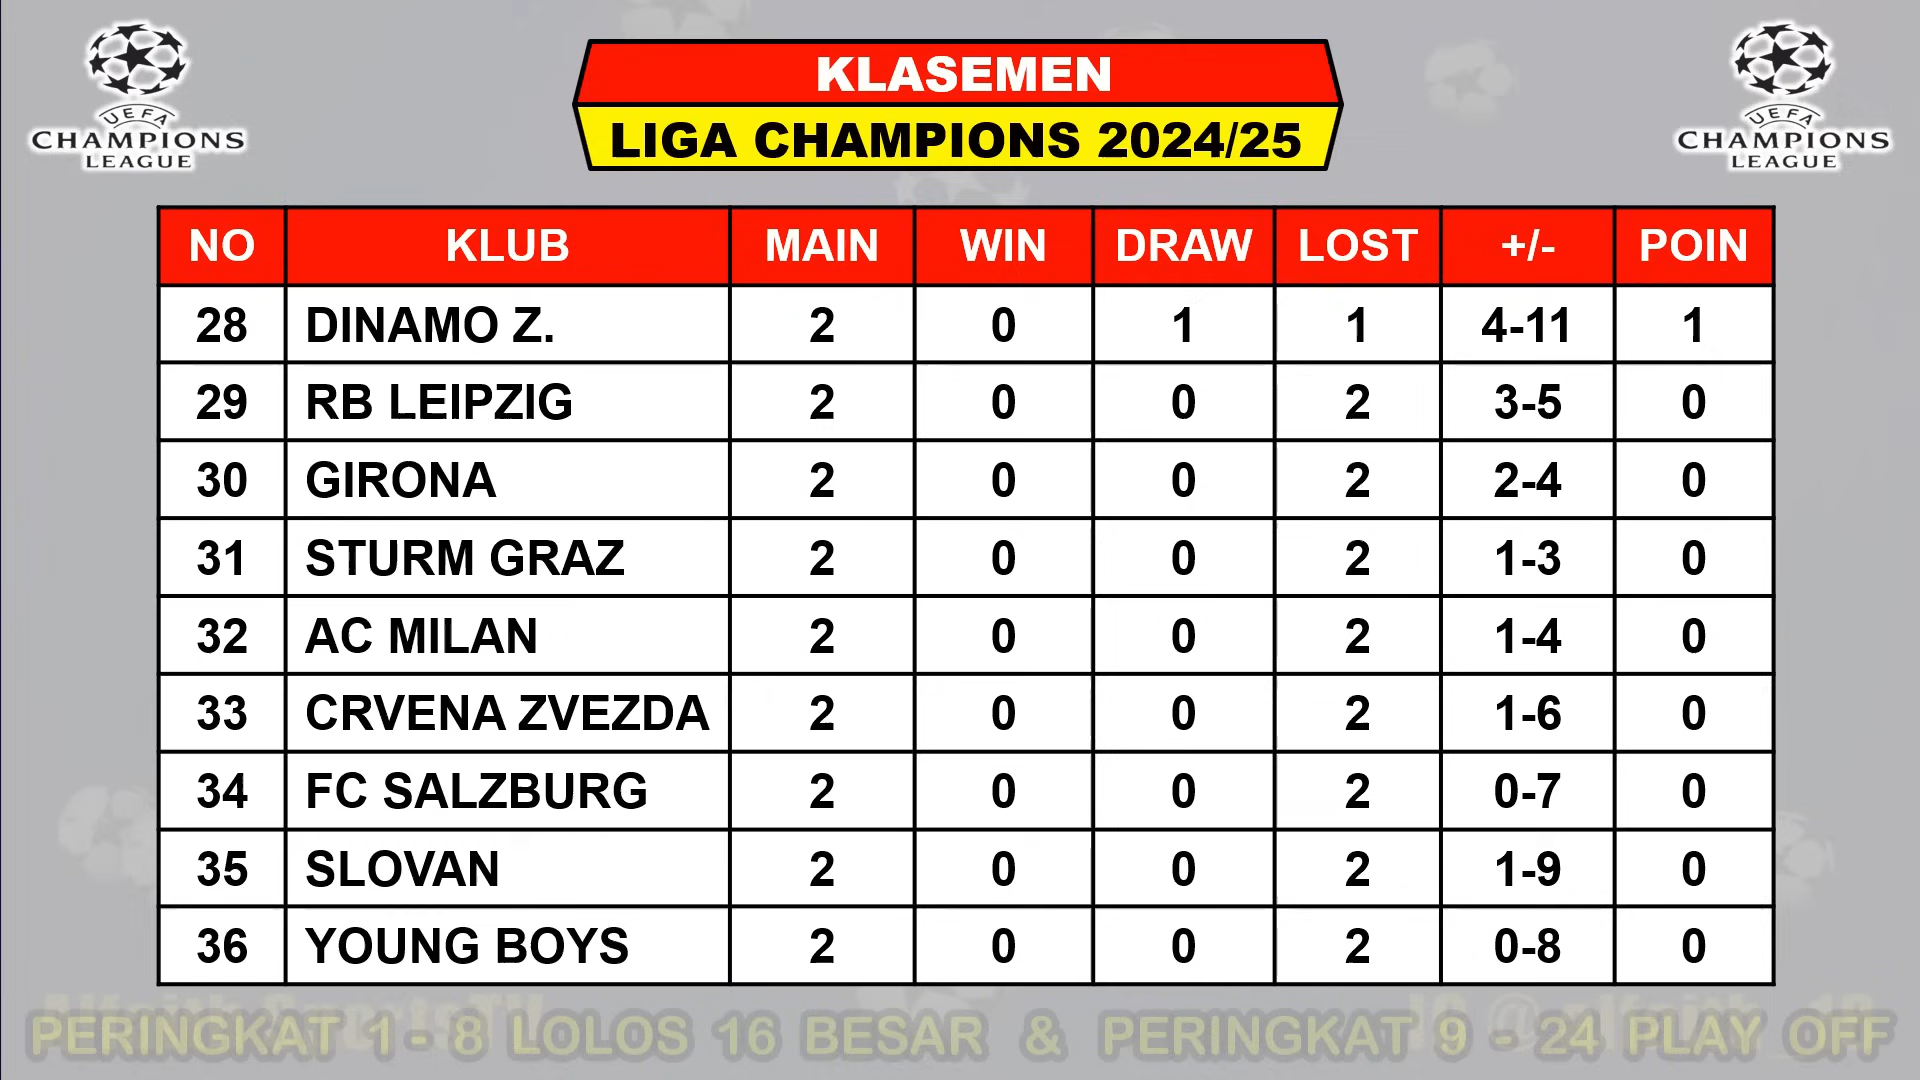 UEFA
CHAMPIONS
LEAGUE
KLASEMEN
LIGA CHAMPIONS 2024/25
UEFA
CHAMPIONS
LEAGUE
NO KLUB MAIN WIN DRAW LOST +/- POIN
28 DINAMO Z. 2 0 1 1 4-11 1
29 RB LEIPZIG 2 0 0 2 3-5 0
30 GIRONA 2 0 0 2 2-4 0
31 STURM GRAZ 2 0 0 2 1-3 0
32 AC MILAN 2 0 0 2 1-4 0
33 CRVENA ZVEZDA 2 0 0 2 1-6 0
34 FC SALZBURG 2 0 0 2 0-7 0
35 SLOVAN 2 0 0 2 1-9 0
36 YOUNG BOYS 2 0 0 2 0-8 0
PERINGKAT 1 - 8 LOLOS 16 BESAR & PERINGKAT 9 - 24 PLAY OFF